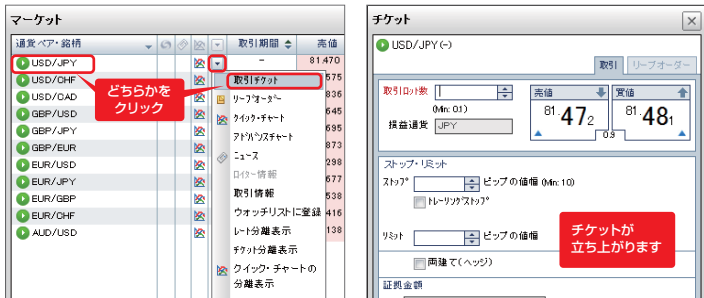 マーケット
通貨ペア・銘柄
取引期間
売値
USD/JPY
-
81.470
USD/CHF
575
USD/CAD
836
GBP/USD
645
GBP/JPY
695
GBP/EUR
873
EUR/USD
298
EUR/JPY
677
EUR/GBP
538
EUR/CHF
416
AUD/USD
138
どちらかを
クリック
取引チケット
リーブオーダー
クイック・チャート
アドバンスチャート
ニュース
ロイター情報
取引情報
ウォッチリストに登録
レート分離表示
チケット分離表示
クイック・チャートの
分離表示
チケット
USD/JPY(-)
取引
リーブオーダー
取引ロット数
(Min: 0.1)
損益通貨
JPY
売値
買値
81.472
81.481
0.9
ストップ・リミット
ストップ
ピップの値幅 (Min: 10)
トレーリングストップ
リミット
ピップの値幅
両建て(ヘッジ)
チケットが
立ち上がります
証拠金額